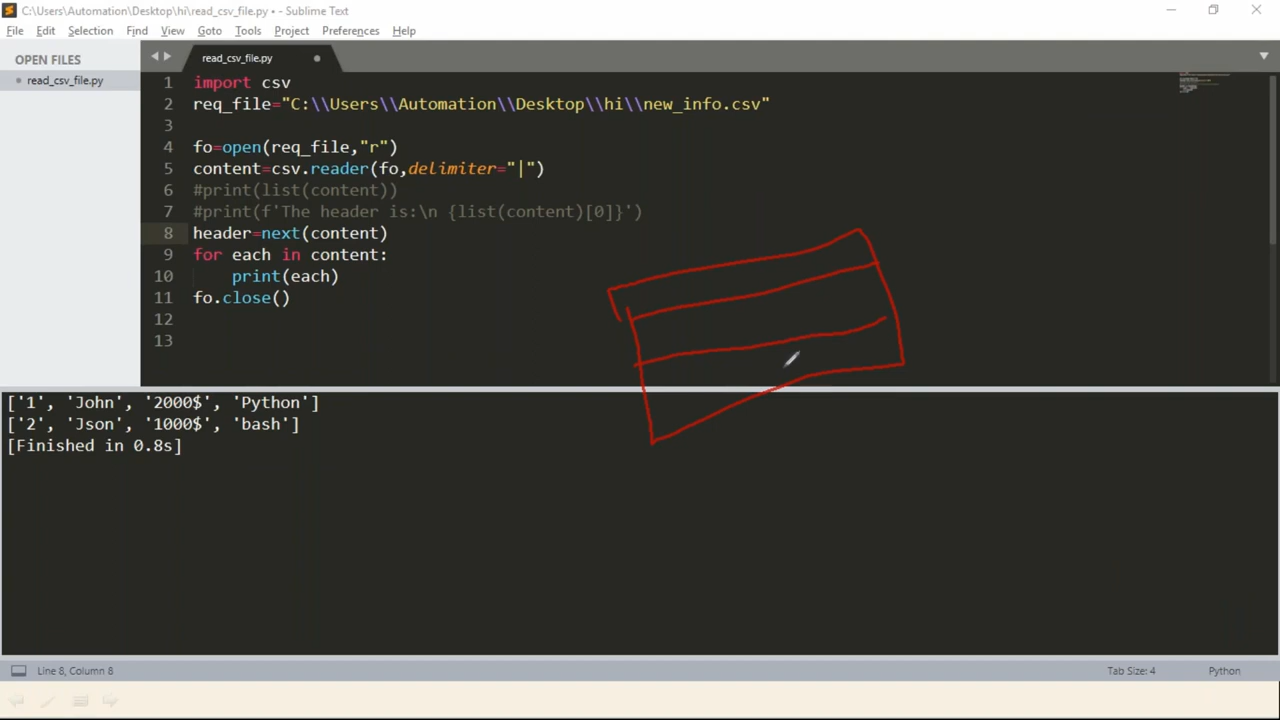 C:\Users\Automation\Desktop\hi\read_csv_file.py • - Sublime Text
File Edit Selection Find View Goto Tools Project Preferences Help
OPEN FILES
read_csv_file.py
read_csv_file.py
1 import csv
2 req_file="C:\\Users\\Automation\\Desktop\\hi\\new_info.csv"
3
4 fo=open(req_file,"r")
5 content=csv.reader(fo,delimiter="|")
6 #print(list(content))
7 #print(f'The header is:\n {list(content)[0]}')
8 header=next(content)
9 for each in content:
10     print(each)
11 fo.close()
12
13
['1', 'John', '2000$', 'Python']
['2', 'Json', '1000$', 'bash']
[Finished in 0.8s]
Line 8, Column 8 Tab Size: 4 Python